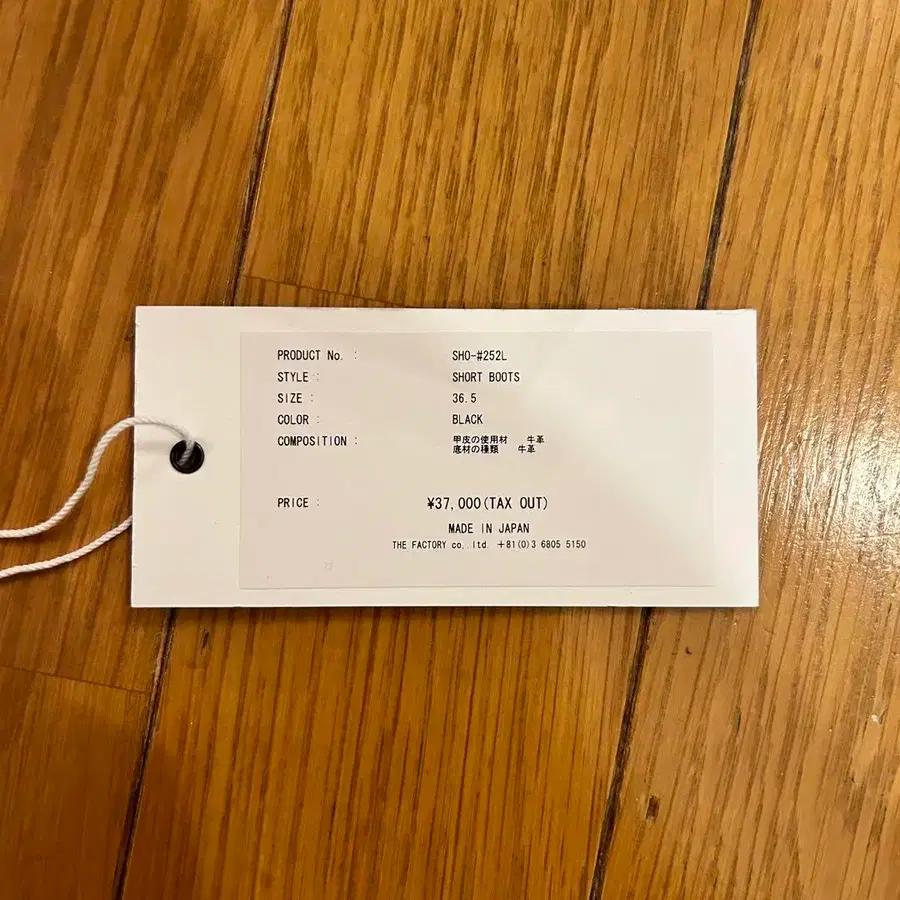 PRODUCT No. : SHO-#252L
STYLE : SHORT BOOTS
SIZE : 36.5
COLOR : BLACK
COMPOSITION : 甲皮の使用材 牛革
底材の種類 牛革
PRICE : ¥37,000(TAX OUT)
MADE IN JAPAN
THE FACTORY co,.ltd. +81(0)3 6805 5150